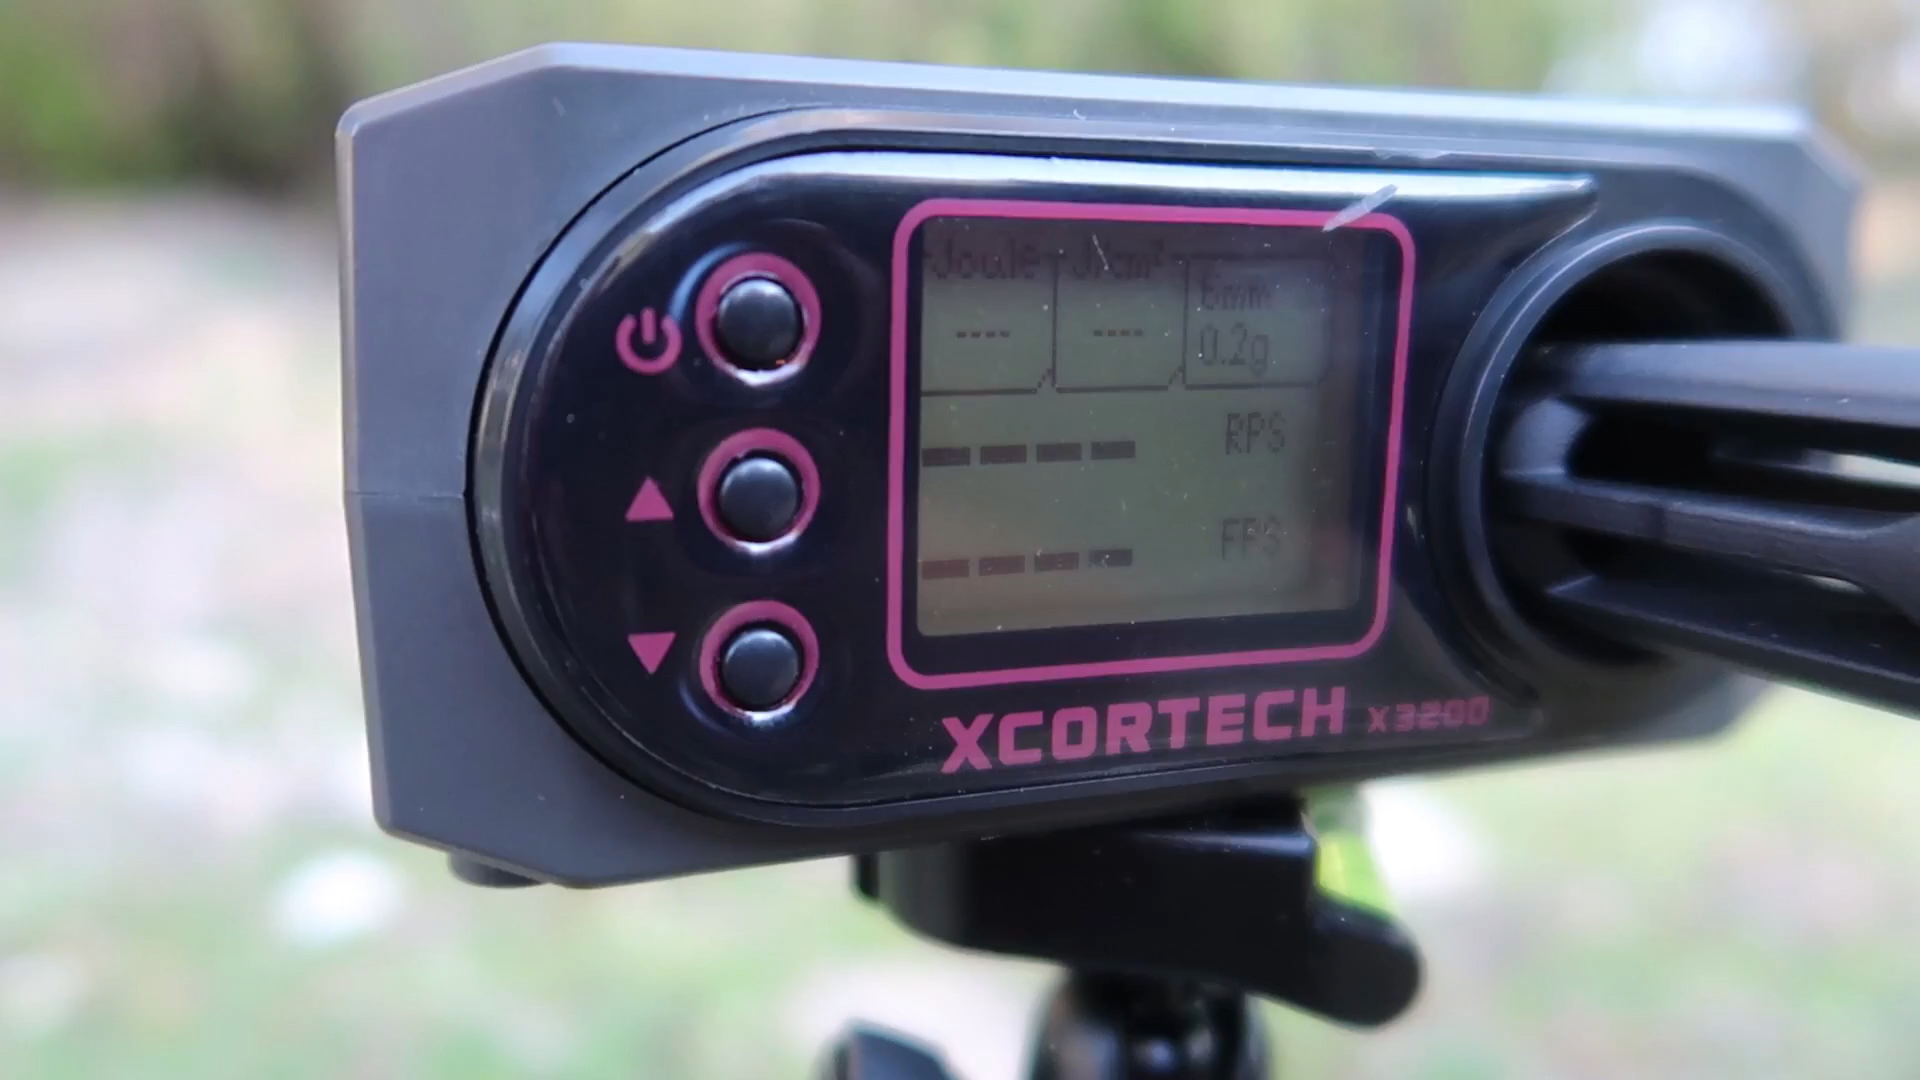 Joule J/cm²
6mm
---- ---- 0.2g
---- RPS
---- FPS
XCORTECH X3200